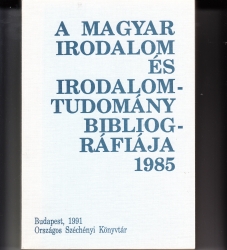 A MAGYAR
IRODALOM
ÉS
IRODALOM-
TUDOMÁNY
BIBLIOG-
RÁFIÁJA
1985
Budapest, 1991
Országos Széchényi Könyvtár